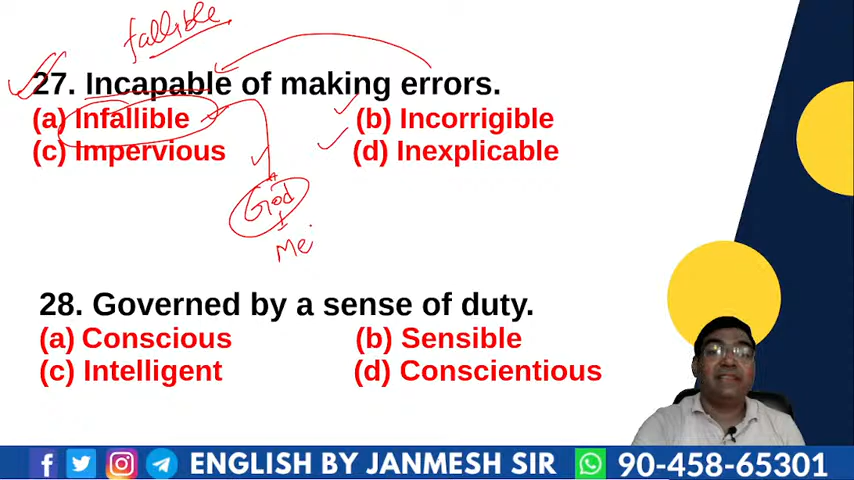 fallible
27. Incapable of making errors.
(a) Infallible (b) Incorrigible
(c) Impervious (d) Inexplicable
God
Me
28. Governed by a sense of duty.
(a) Conscious (b) Sensible
(c) Intelligent (d) Conscientious
ENGLISH BY JANMESH SIR 90-458-65301